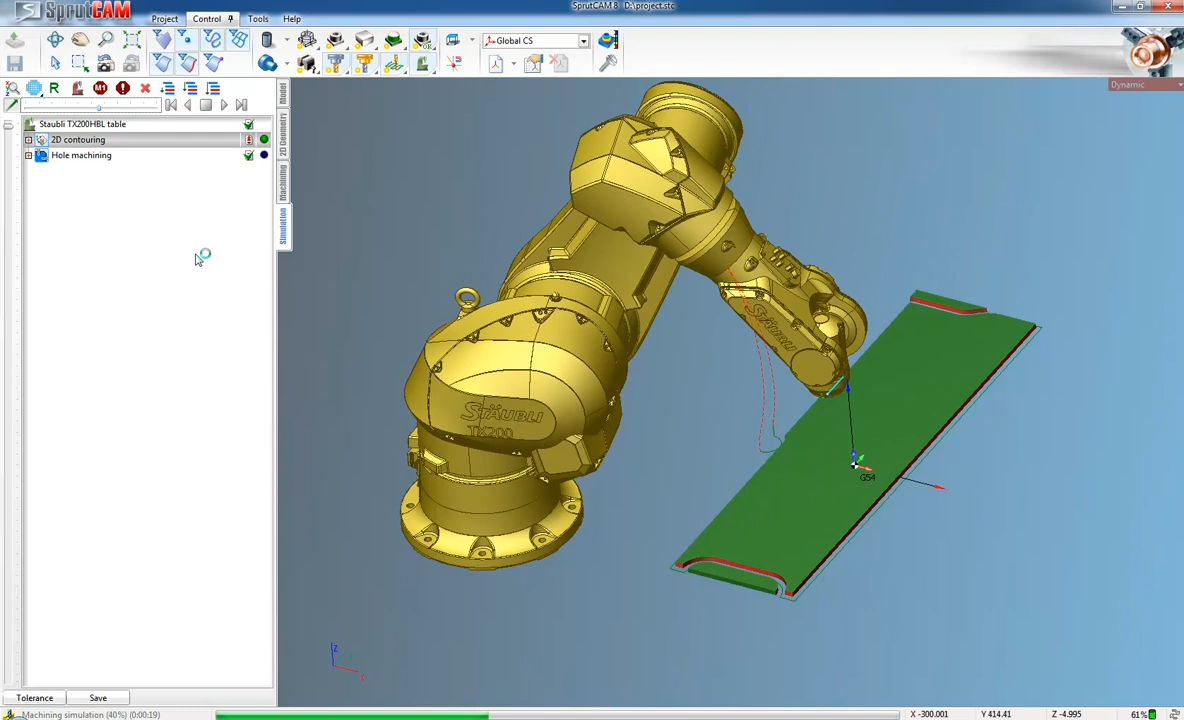 SprutCAM 8 - D:\project.stc
SprutCAM
Project Control Tools Help
Global CS
R M1
Dynamic
Staubli TX200HBL table
2D contouring
Hole machining
Model
2D Geometry
Machining
Simulation
STÄUBLI
STÄUBLI
TX200
G54
Z
Tolerance Save
Machining simulation (40%) (0:00:19)
X -300.001 Y 414.41 Z -4.995 61%